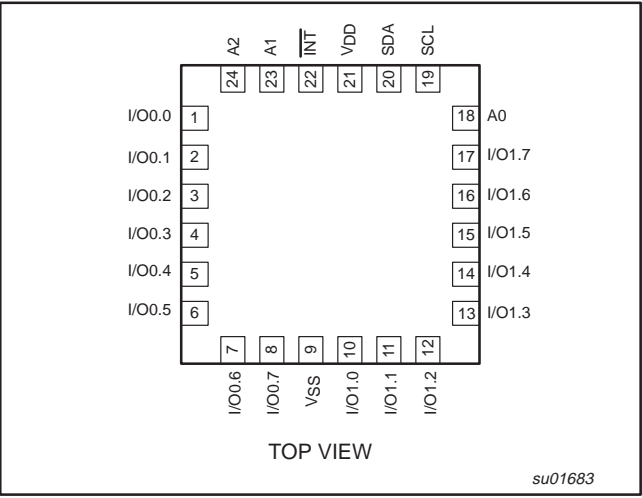 A2
A1
INT
VDD
SDA
SCL
24
23
22
21
20
19
I/O0.0 1
18 A0
I/O0.1 2
17 I/O1.7
I/O0.2 3
16 I/O1.6
I/O0.3 4
15 I/O1.5
I/O0.4 5
14 I/O1.4
I/O0.5 6
13 I/O1.3
7
8
9
10
11
12
I/O0.6
I/O0.7
VSS
I/O1.0
I/O1.1
I/O1.2
TOP VIEW
su01683